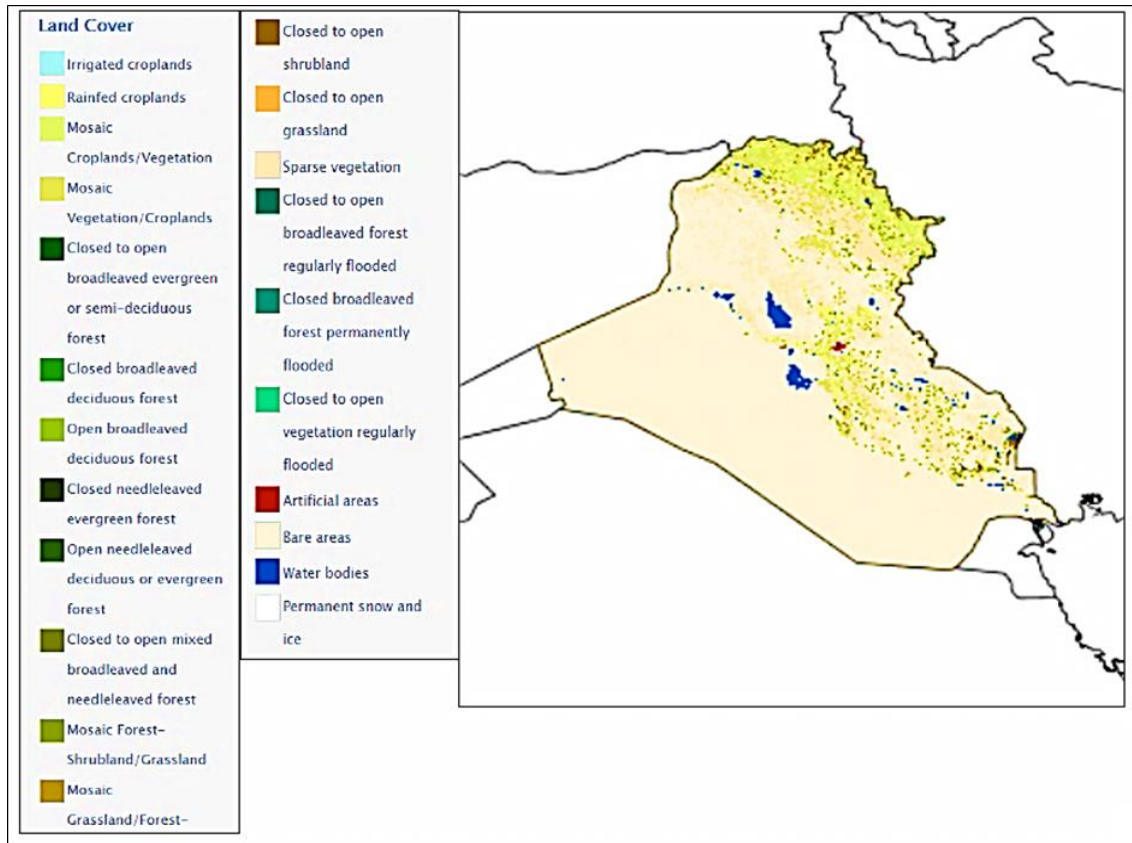 Land Cover
Irrigated croplands
Rainfed croplands
Mosaic
Croplands/Vegetation
Mosaic
Vegetation/Croplands
Closed to open
broadleaved evergreen
or semi-deciduous
forest
Closed broadleaved
deciduous forest
Open broadleaved
deciduous forest
Closed needleleaved
evergreen forest
Open needleleaved
deciduous or evergreen
forest
Closed to open mixed
broadleaved and
needleleaved forest
Mosaic Forest-
Shrubland/Grassland
Mosaic
Grassland/Forest-
Closed to open
shrubland
Closed to open
grassland
Sparse vegetation
Closed to open
broadleaved forest
regularly flooded
Closed broadleaved
forest permanently
flooded
Closed to open
vegetation regularly
flooded
Artificial areas
Bare areas
Water bodies
Permanent snow and
ice